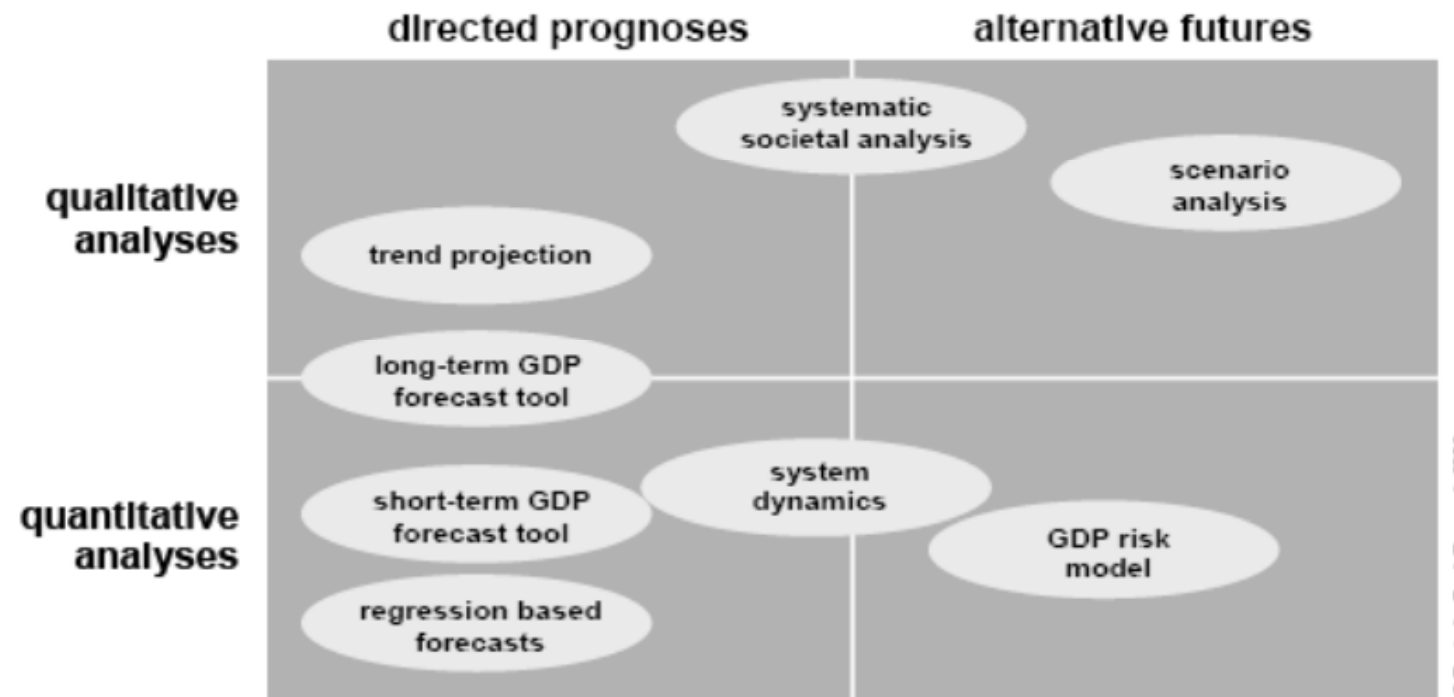 directed prognoses
alternative futures
systematic
societal analysis
scenario
analysis
qualitative
analyses
trend projection
long-term GDP
forecast tool
system
dynamics
short-term GDP
forecast tool
quantitative
analyses
GDP risk
model
regression based
forecasts